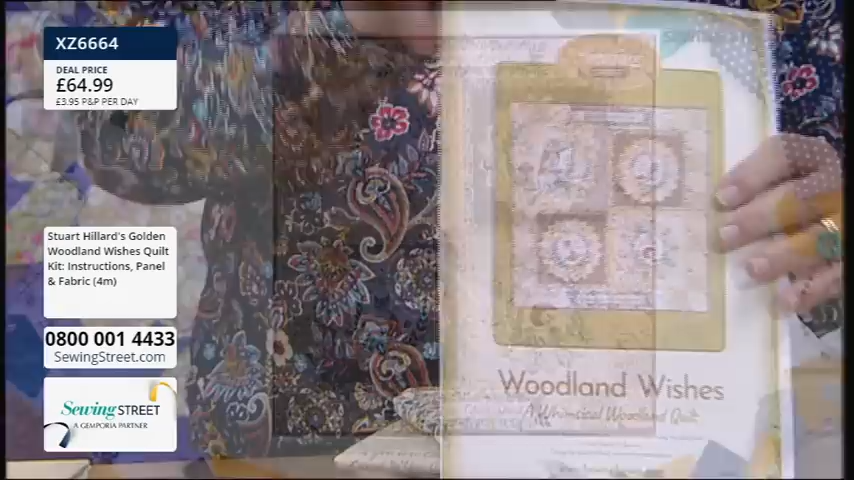 XZ6664
DEAL PRICE
£64.99
£3.95 P&P PER DAY
Stuart Hillard's Golden
Woodland Wishes Quilt
Kit: Instructions, Panel
& Fabric (4m)
0800 001 4433
SewingStreet.com
Sewing STREET
A GEMPORIA PARTNER
Woodland Wishes
A Whimsical Woodland Quilt